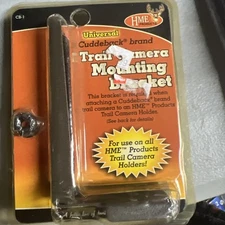 CB-1
HME
Universal
Cuddeback® brand
Trail Camera
Mounting
Bracket
This bracket is required when
attaching a Cuddeback® brand
trail camera to an HME™ Products
Trail Camera Holder.
(See back for details)
For use on all
HME™ Products
Trail Camera
Holders!